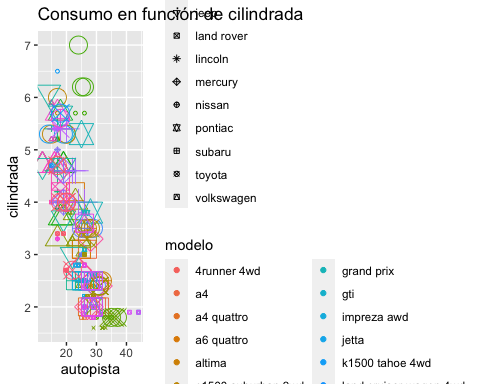 Consumo en función de cilindrada
jeep
land rover
lincoln
mercury
nissan
pontiac
subaru
toyota
volkswagen
7
6
5
4
3
2
cilindrada
20
30
40
autopista
modelo
4runner 4wd
a4
a4 quattro
a6 quattro
altima
grand prix
gti
impreza awd
jetta
k1500 tahoe 4wd